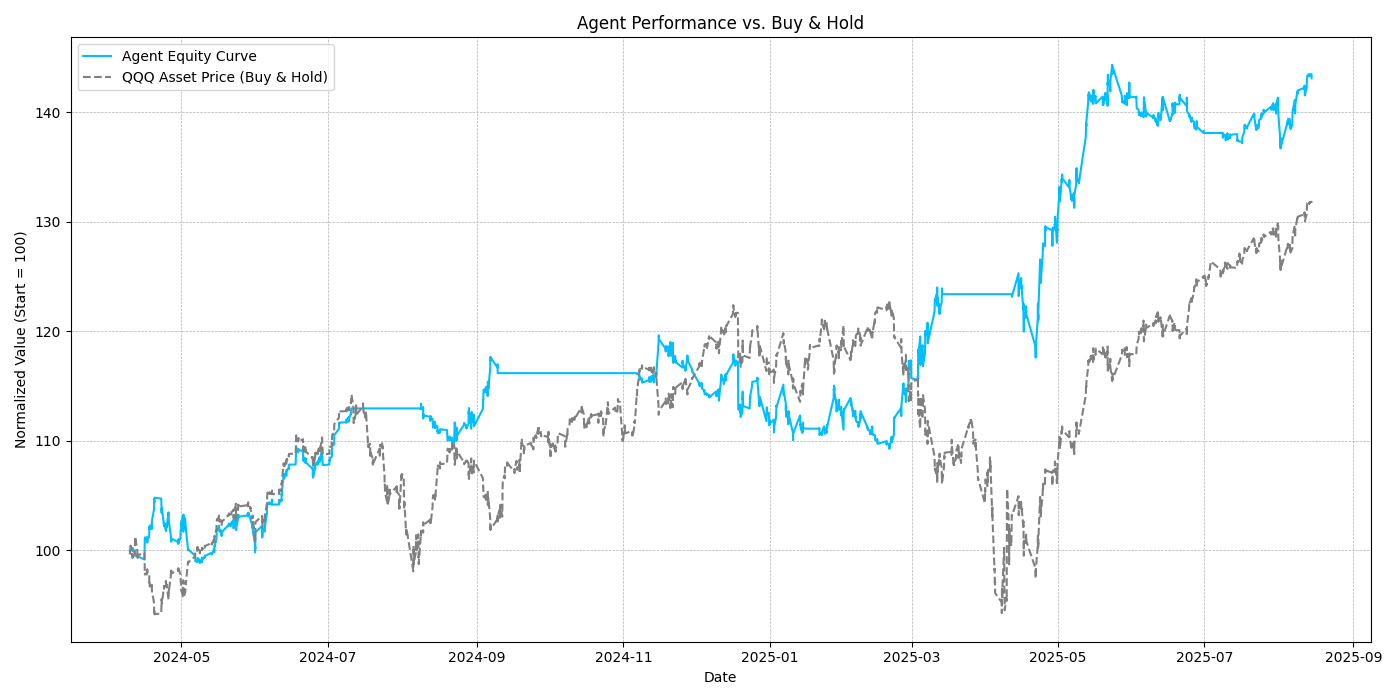 Agent Performance vs. Buy & Hold
Agent Equity Curve
QQQ Asset Price (Buy & Hold)
Normalized Value (Start = 100)
140
130
120
110
100
2024-05 2024-07 2024-09 2024-11 2025-01 2025-03 2025-05 2025-07 2025-09
Date